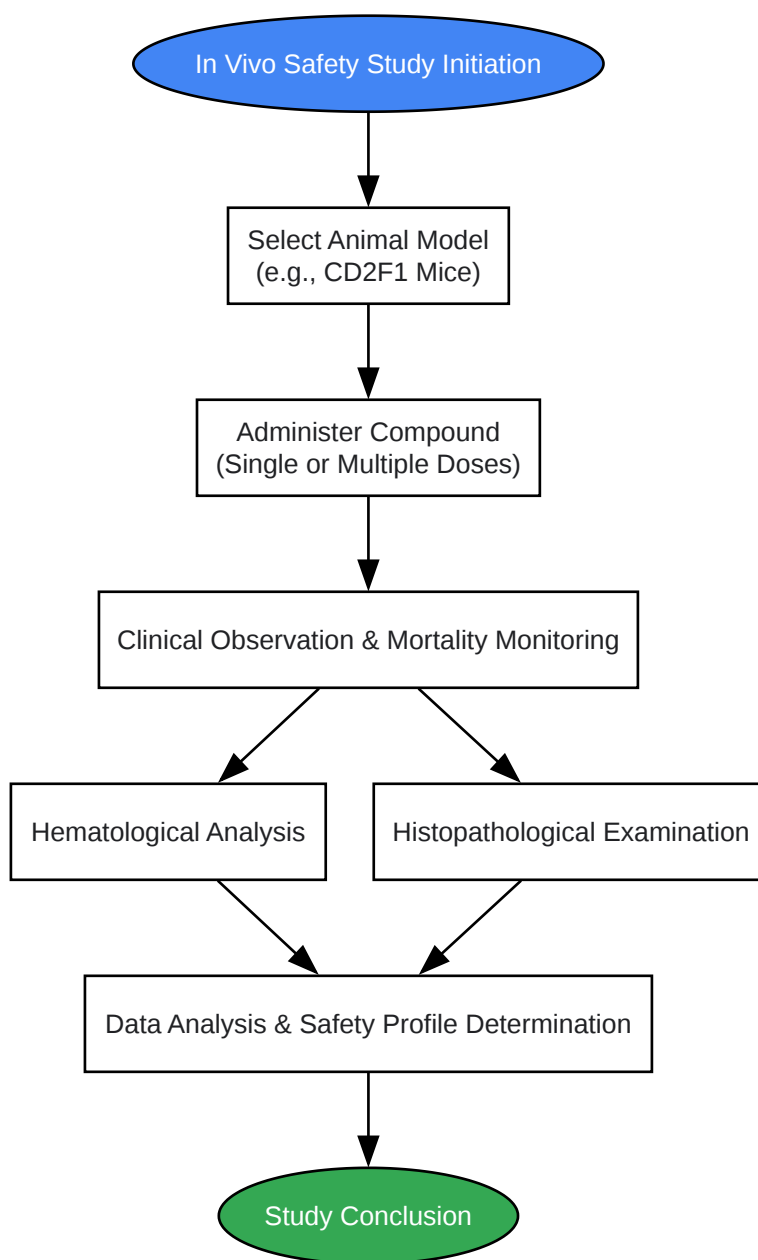 In Vivo Safety Study Initiation
Select Animal Model
(e.g., CD2F1 Mice)
Administer Compound
(Single or Multiple Doses)
Clinical Observation & Mortality Monitoring
Hematological Analysis
Histopathological Examination
Data Analysis & Safety Profile Determination
Study Conclusion